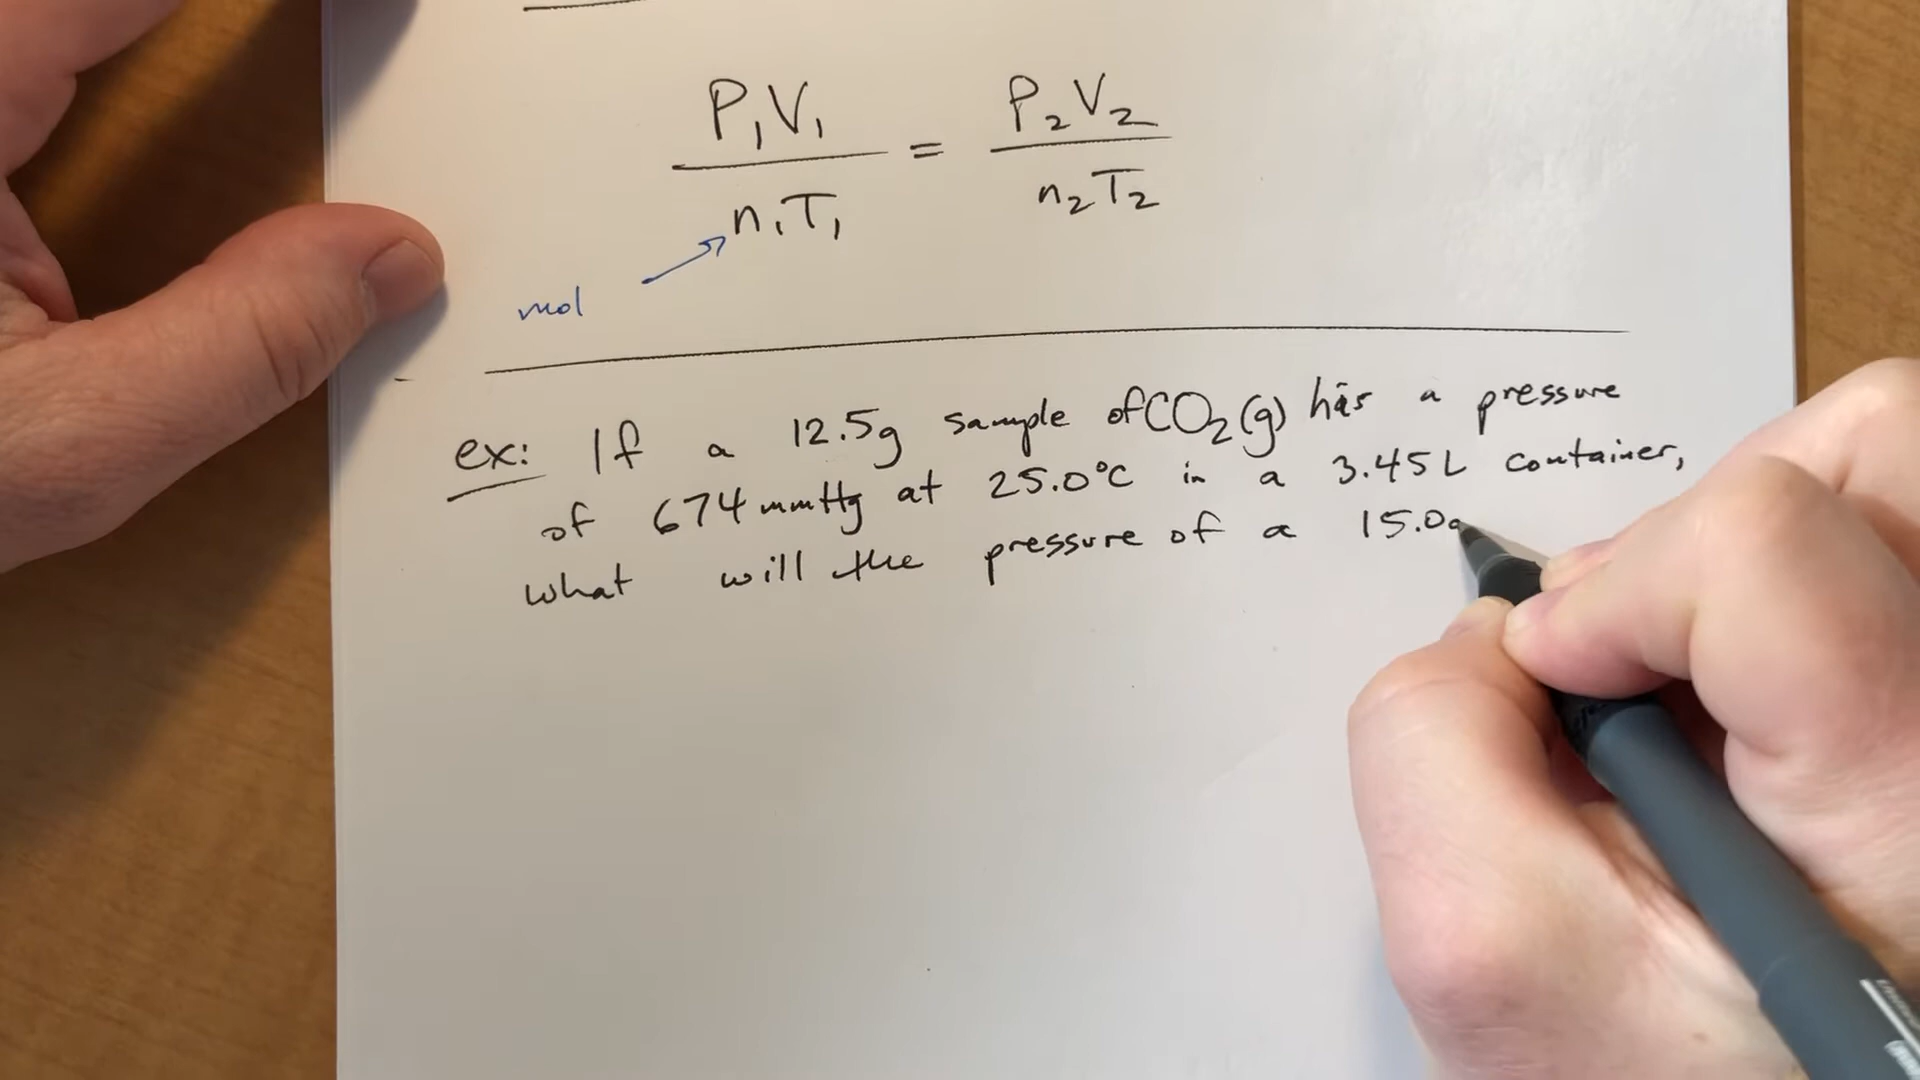 P₁V₁ / n₁T₁ = P₂V₂ / n₂T₂
mol
ex: If a 12.5g sample of CO₂(g) has a pressure
of 674 mmHg at 25.0°C in a 3.45L container,
what will the pressure of a 15.0g